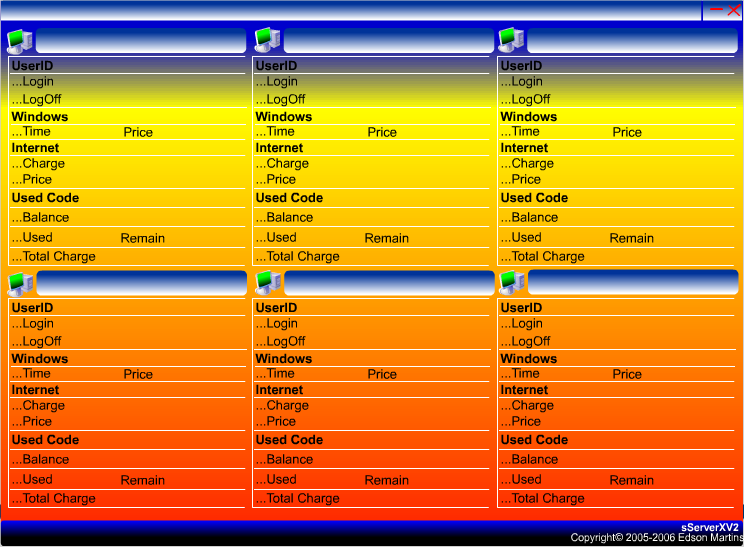 UserID UserID UserID
...Login ...Login ...Login
...LogOff ...LogOff ...LogOff
Windows Windows Windows
...Time Price ...Time Price ...Time Price
Internet Internet Internet
...Charge ...Charge ...Charge
...Price ...Price ...Price
Used Code Used Code Used Code
...Balance ...Balance ...Balance
...Used Remain ...Used Remain ...Used Remain
...Total Charge ...Total Charge ...Total Charge
UserID UserID UserID
...Login ...Login ...Login
...LogOff ...LogOff ...LogOff
Windows Windows Windows
...Time Price ...Time Price ...Time Price
Internet Internet Internet
...Charge ...Charge ...Charge
...Price ...Price ...Price
Used Code Used Code Used Code
...Balance ...Balance ...Balance
...Used Remain ...Used Remain ...Used Remain
...Total Charge ...Total Charge ...Total Charge
sServerXV2
Copyright© 2005-2006 Edson Martins